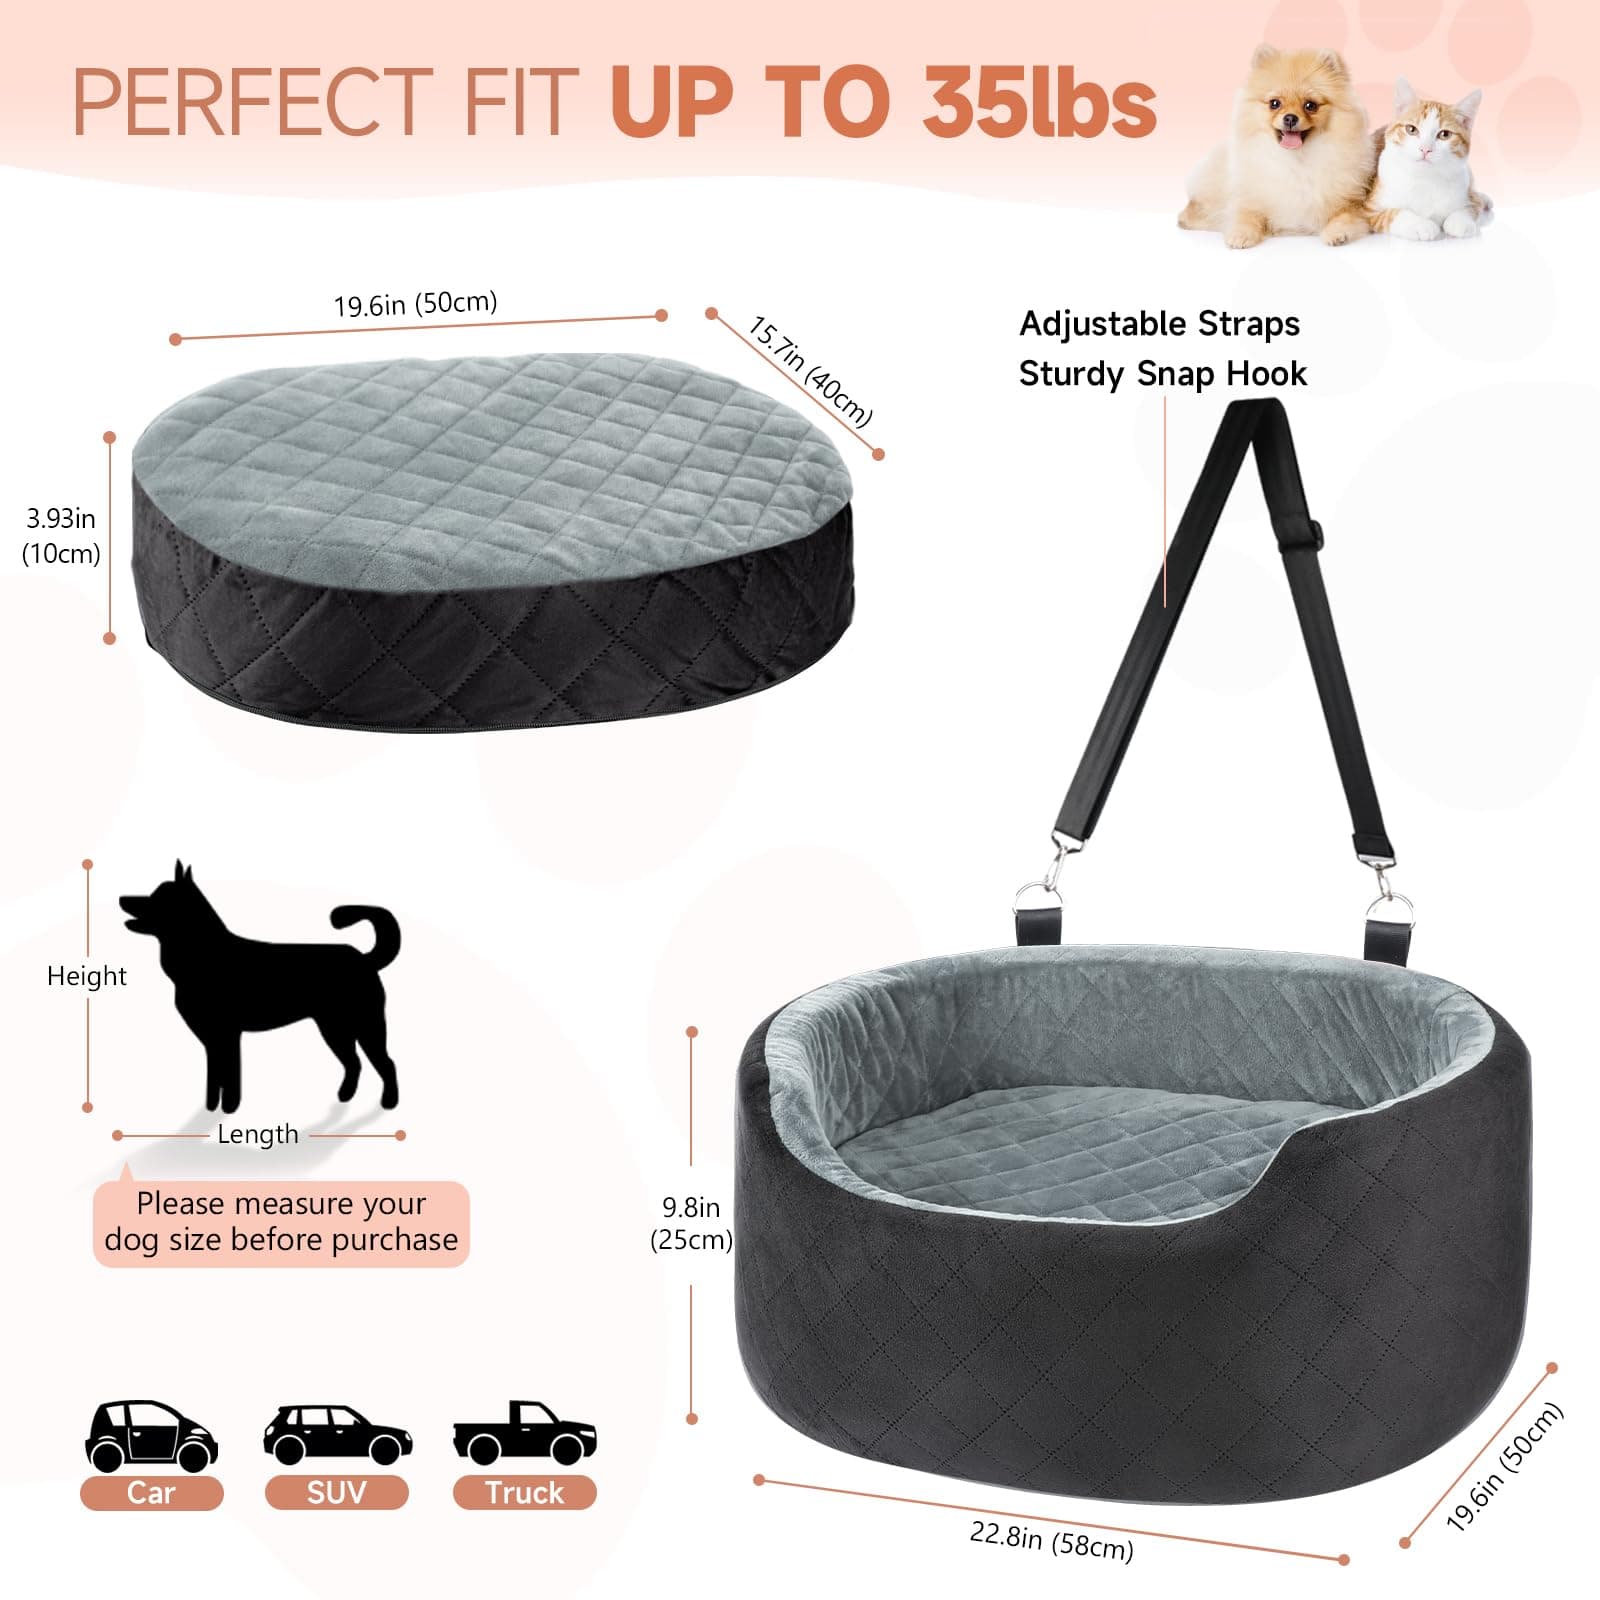 PERFECT FIT UP TO 35lbs
19.6in (50cm)
15.7in (40cm)
3.93in
(10cm)
Adjustable Straps
Sturdy Snap Hook
Height
Length
Please measure your
dog size before purchase
9.8in
(25cm)
22.8in (58cm)
19.6in (50cm)
Car
SUV
Truck